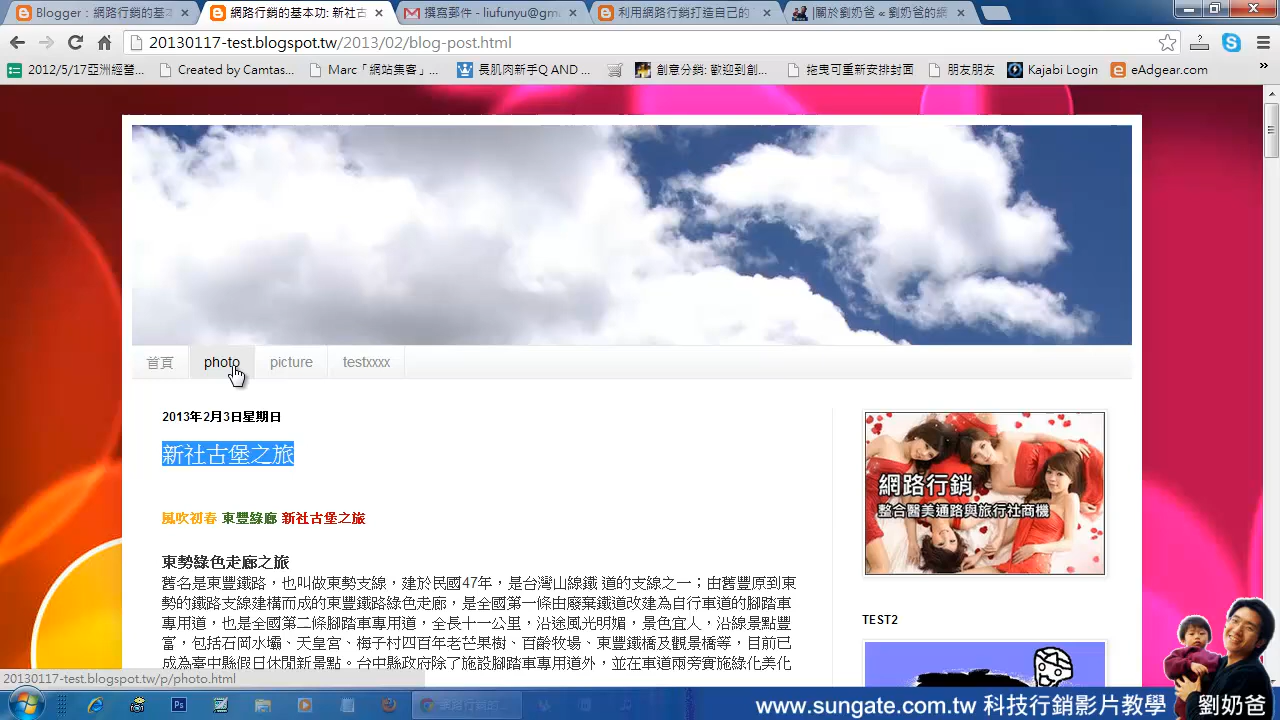 Blogger：網路行銷的基本
網路行銷的基本功: 新社古
撰寫郵件 - liufunyu@gm
利用網路行銷打造自己的
|關於劉奶爸 « 劉奶爸的網
20130117-test.blogspot.tw/2013/02/blog-post.html
2012/5/17亞洲經營...
Created by Camtas...
Marc「網站集客」...
長肌肉新手Q AND...
創意分銷: 歡迎到創...
拖曳可重新安排封面
朋友朋友
Kajabi Login
eAdgear.com
»
首頁
photo
picture
testxxxx
2013年2月3日星期日
新社古堡之旅
風吹初春 東豐綠廊 新社古堡之旅
東勢綠色走廊之旅
舊名是東豐鐵路，也叫做東勢支線，建於民國47年，是台灣山線鐵 道的支線之一；由舊豐原到東
勢的鐵路支線建構而成的東豐鐵路綠色走廊，是全國第一條由廢棄鐵道改建為自行車道的腳踏車
專用道，也是全國第二條腳踏車專用道，全長十一公里，沿途風光明媚，景色宜人，沿線景點豐
富，包括石岡水壩、天皇宮、梅子村四百年老芒果樹、百齡牧場、東豐鐵橋及觀景橋等，目前已
成為臺中縣假日休閒新景點。台中縣政府除了施設腳踏車專用道外，並在車道兩旁實施綠化美化
網路行銷
整合醫美通路與旅行社商機
TEST2
20130117-test.blogspot.tw/p/photo.html
www.sungate.com.tw 科技行銷影片教學
劉奶爸